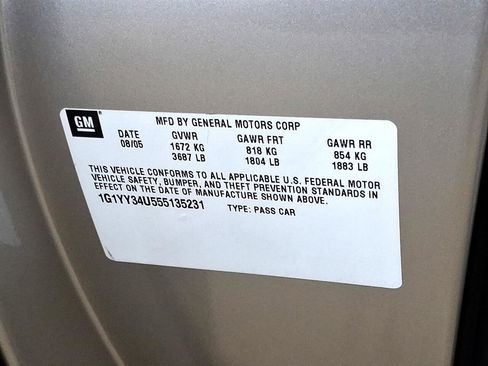 GM
MFD BY GENERAL MOTORS CORP
DATE GVWR GAWR FRT GAWR RR
08/05 1672 KG 818 KG 854 KG
3687 LB 1804 LB 1883 LB
THIS VEHICLE CONFORMS TO ALL APPLICABLE U.S. FEDERAL MOTOR
VEHICLE SAFETY, BUMPER, AND THEFT PREVENTION STANDARDS IN
EFFECT ON THE DATE OF MANUFACTURE SHOWN ABOVE.
1G1YY34U555135231 TYPE: PASS CAR